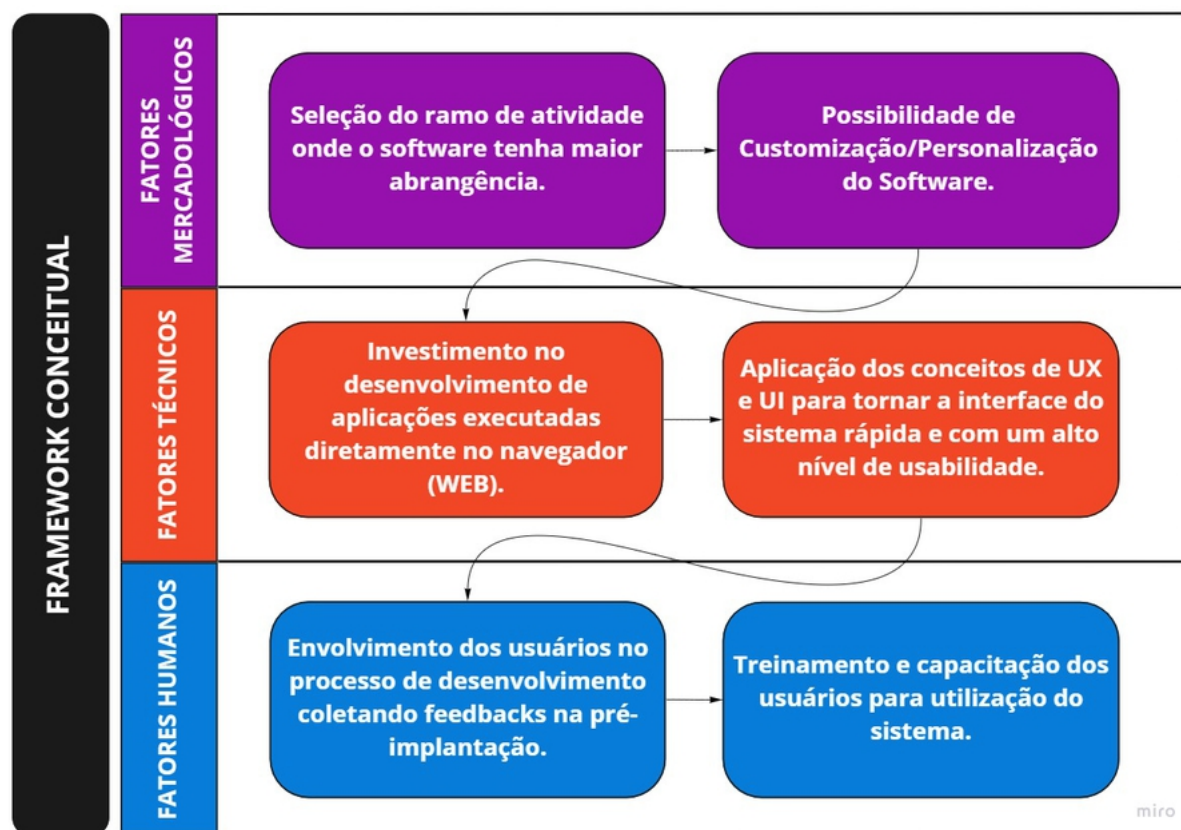 FRAMEWORK CONCEITUAL
FATORES
MERCADOLÓGICOS
Seleção do ramo de atividade
onde o software tenha maior
abrangência.
Possibilidade de
Customização/Personalização
do Software.
FATORES TÉCNICOS
Investimento no
desenvolvimento de
aplicações executadas
diretamente no navegador
(WEB).
Aplicação dos conceitos de UX
e UI para tornar a interface do
sistema rápida e com um alto
nível de usabilidade.
FATORES HUMANOS
Envolvimento dos usuários no
processo de desenvolvimento
coletando feedbacks na pré-
implantação.
Treinamento e capacitação dos
usuários para utilização do
sistema.
miro